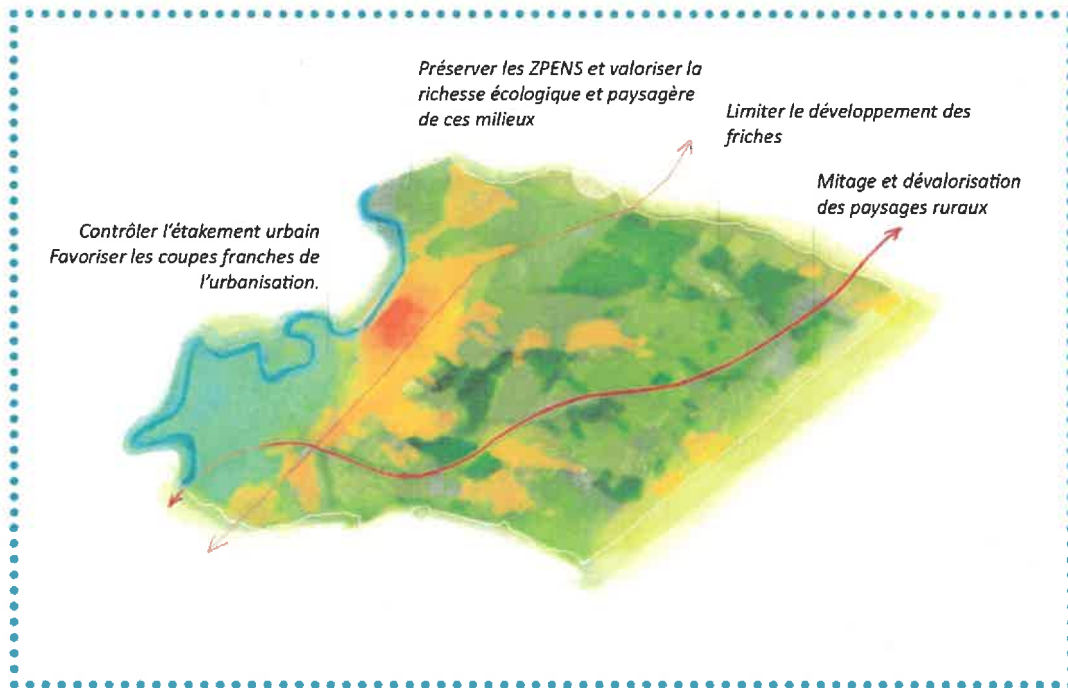 Préserver les ZPENS et valoriser la
richesse écologique et paysagère
de ces milieux
Limiter le développement des
friches
Mitage et dévalorisation
des paysages ruraux
Contrôler l'étakement urbain
Favoriser les coupes franches de
l'urbanisation.